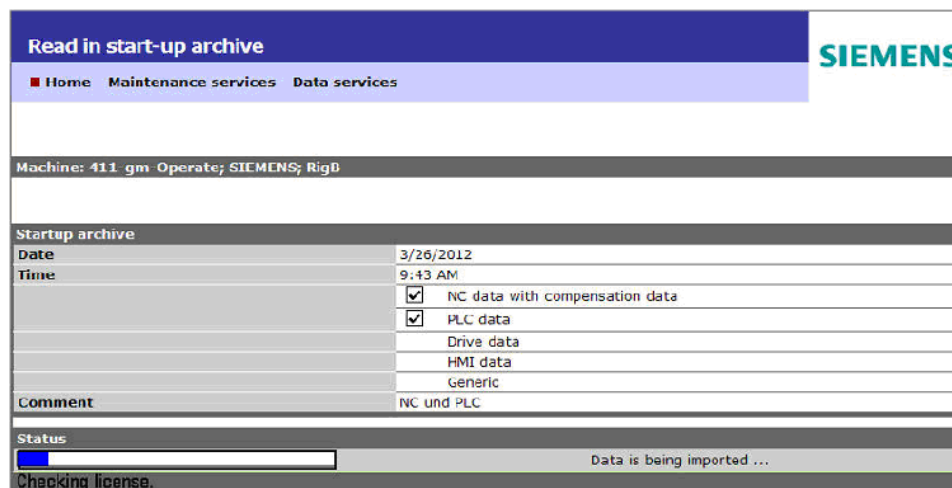 Read in start-up archive
SIEMENS
Home Maintenance services Data services
Machine: 411-gm-Operate; SIEMENS; RigB
Startup archive
Date 3/26/2012
Time 9:43 AM
NC data with compensation data
PLC data
Drive data
HMI data
Generic
Comment NC und PLC
Status
Data is being imported ...
Checking license.